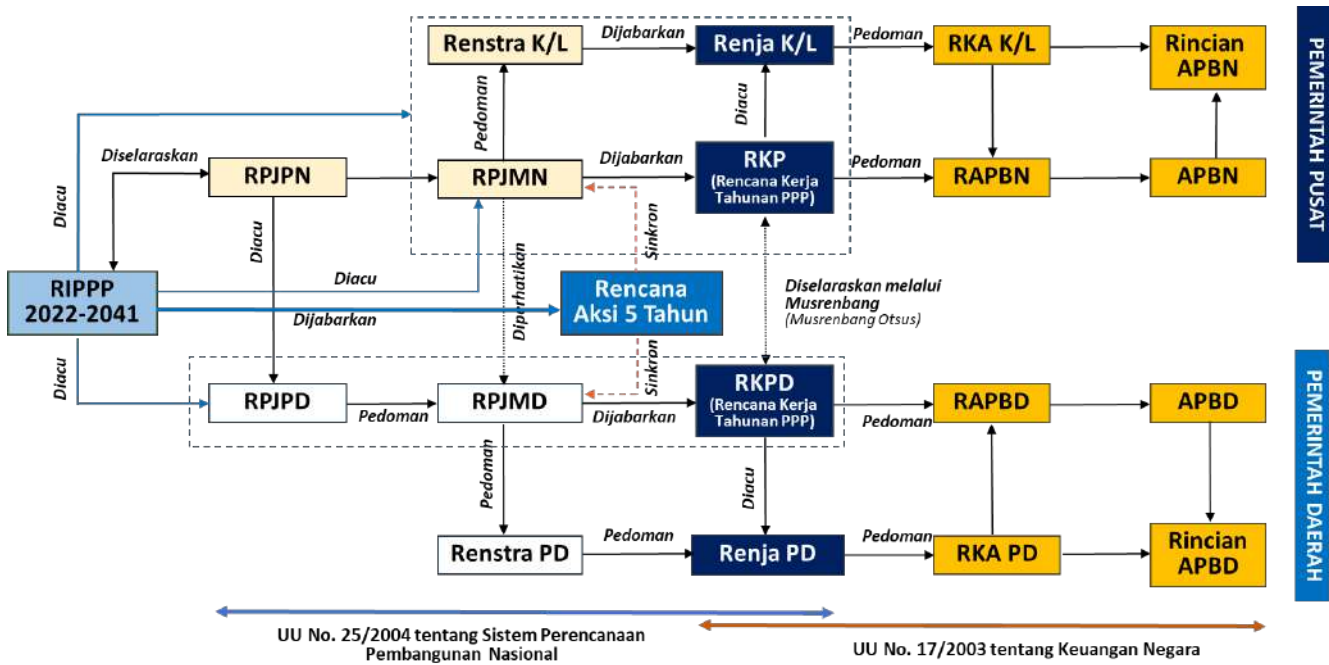 Renstra K/L
Dijabarkan
Renja K/L
Pedoman
RKA K/L
Rincian
APBN
PEMERINTAH PUSAT
Pedoman
Diacu
Diselaraskan
RPJPN
RPJMN
Dijabarkan
RKP
(Rencana Kerja
Tahunan PPP)
Pedoman
RAPBN
APBN
Diacu
Diacu
Sinkron
RIPPP
2022-2041
Diacu
Dijabarkan
Diperhatikan
Rencana
Aksi 5 Tahun
Diselaraskan melalui
Musrenbang
(Musrenbang Otsus)
Diacu
Sinkron
RPJPD
Pedoman
RPJMD
Dijabarkan
RKPD
(Rencana Kerja
Tahunan PPP)
Pedoman
RAPBD
APBD
PEMERINTAH DAERAH
Pedoman
Diacu
Renstra PD
Pedoman
Renja PD
Pedoman
RKA PD
Rincian
APBD
UU No. 25/2004 tentang Sistem Perencanaan
Pembangunan Nasional
UU No. 17/2003 tentang Keuangan Negara